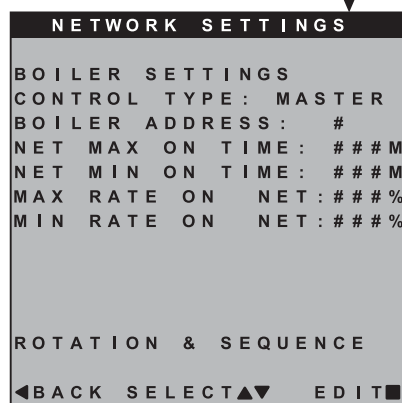 NETWORK SETTINGS
BOILER SETTINGS
CONTROL TYPE: MASTER
BOILER ADDRESS: #
NET MAX ON TIME: ###M
NET MIN ON TIME: ###M
MAX RATE ON NET:###%
MIN RATE ON NET:###%
ROTATION & SEQUENCE
◀BACK SELECT▲▼ EDIT■